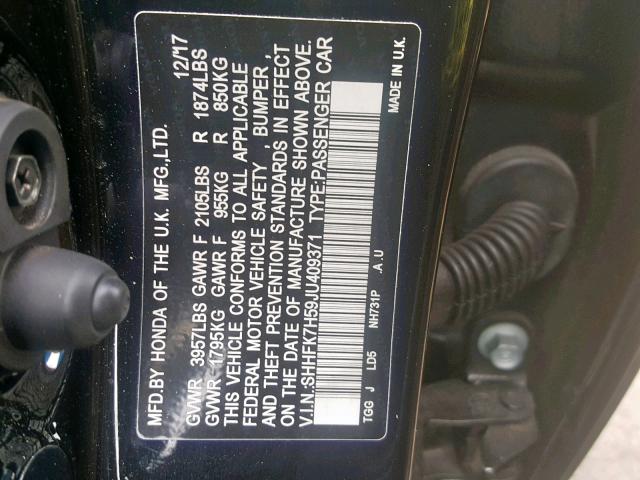 MFD.BY HONDA OF THE U.K. MFG.,LTD. 12/17
GVWR 3957LBS GAWR F 2105LBS R 1874LBS
GVWR 1795KG GAWR F 955KG R 850KG
THIS VEHICLE CONFORMS TO ALL APPLICABLE
FEDERAL MOTOR VEHICLE SAFETY , BUMPER ,
AND THEFT PREVENTION STANDARDS IN EFFECT
ON THE DATE OF MANUFACTURE SHOWN ABOVE.
V.I.N.:SHHFK7H59JU409371 TYPE:PASSENGER CAR
MADE IN U.K.
TGG J LD5 NH731P .A.U